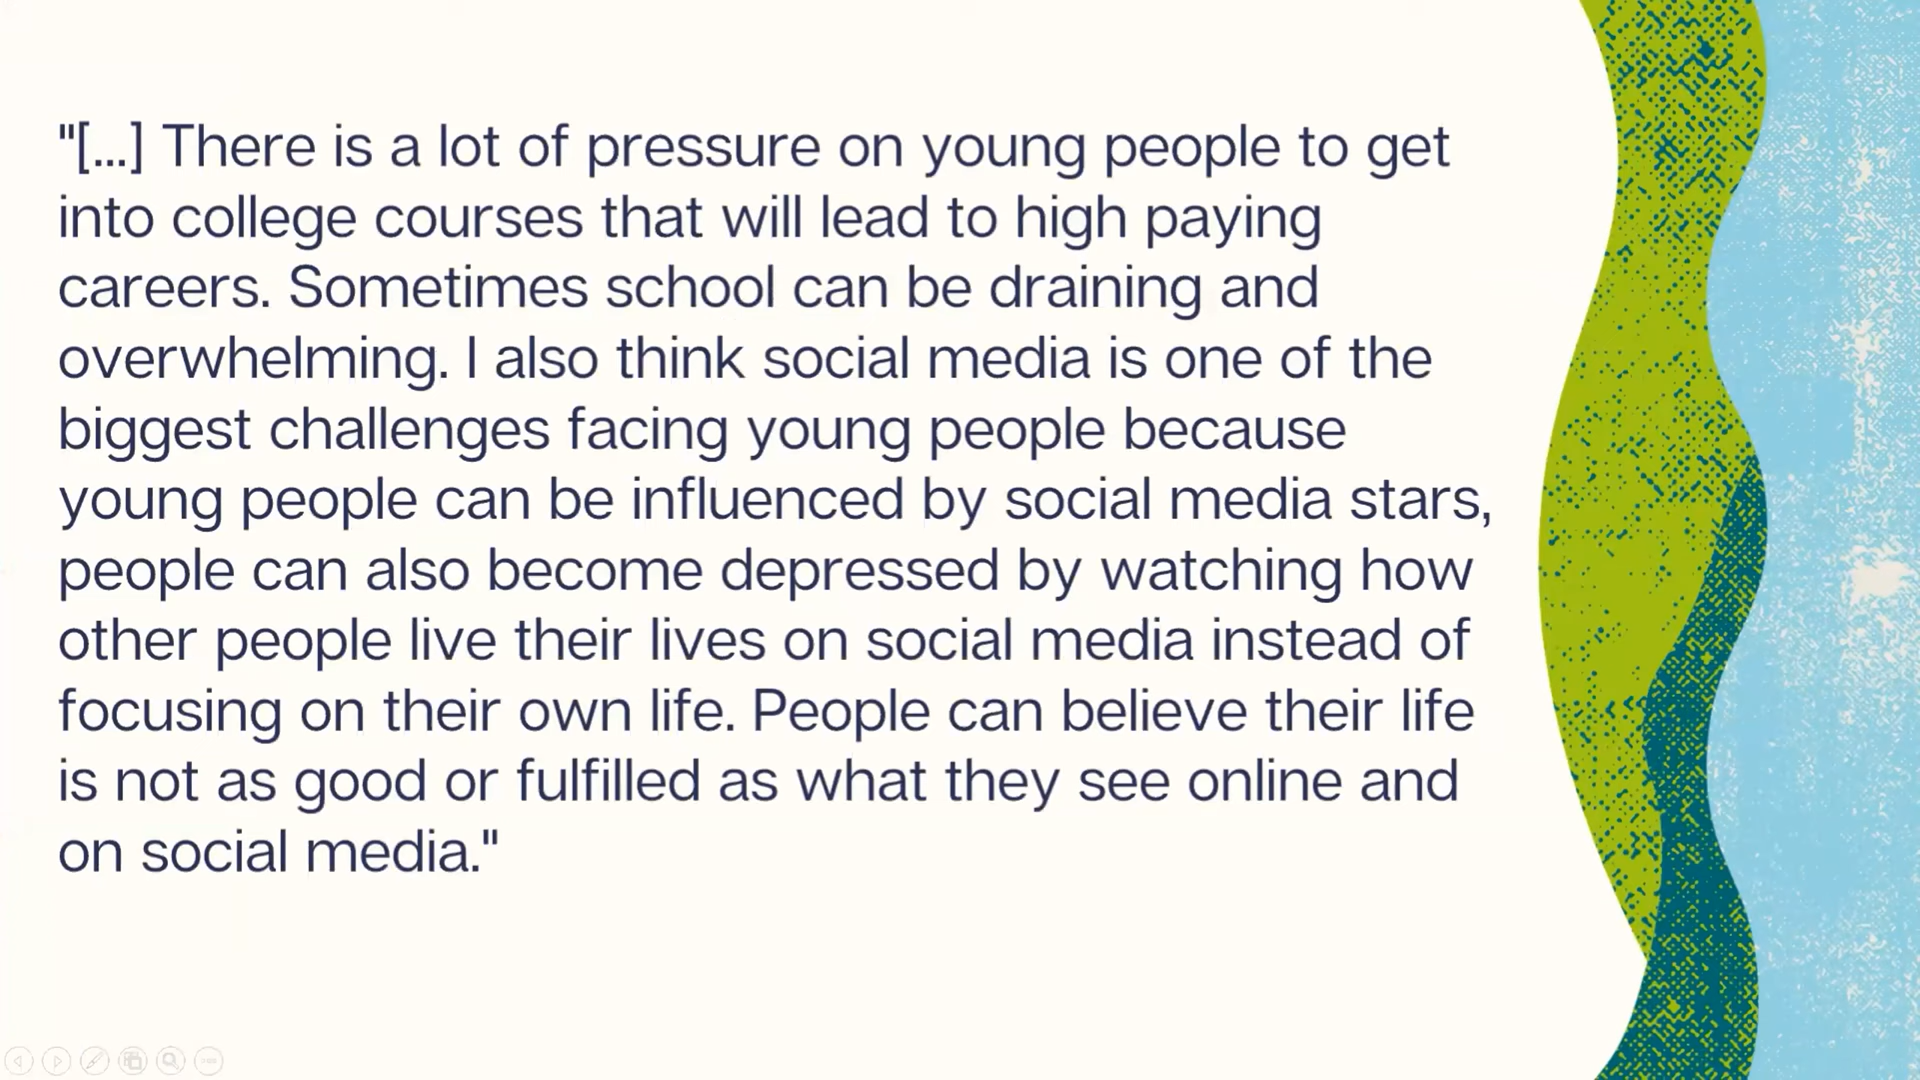 "[...] There is a lot of pressure on young people to get
into college courses that will lead to high paying
careers. Sometimes school can be draining and
overwhelming. I also think social media is one of the
biggest challenges facing young people because
young people can be influenced by social media stars,
people can also become depressed by watching how
other people live their lives on social media instead of
focusing on their own life. People can believe their life
is not as good or fulfilled as what they see online and
on social media."